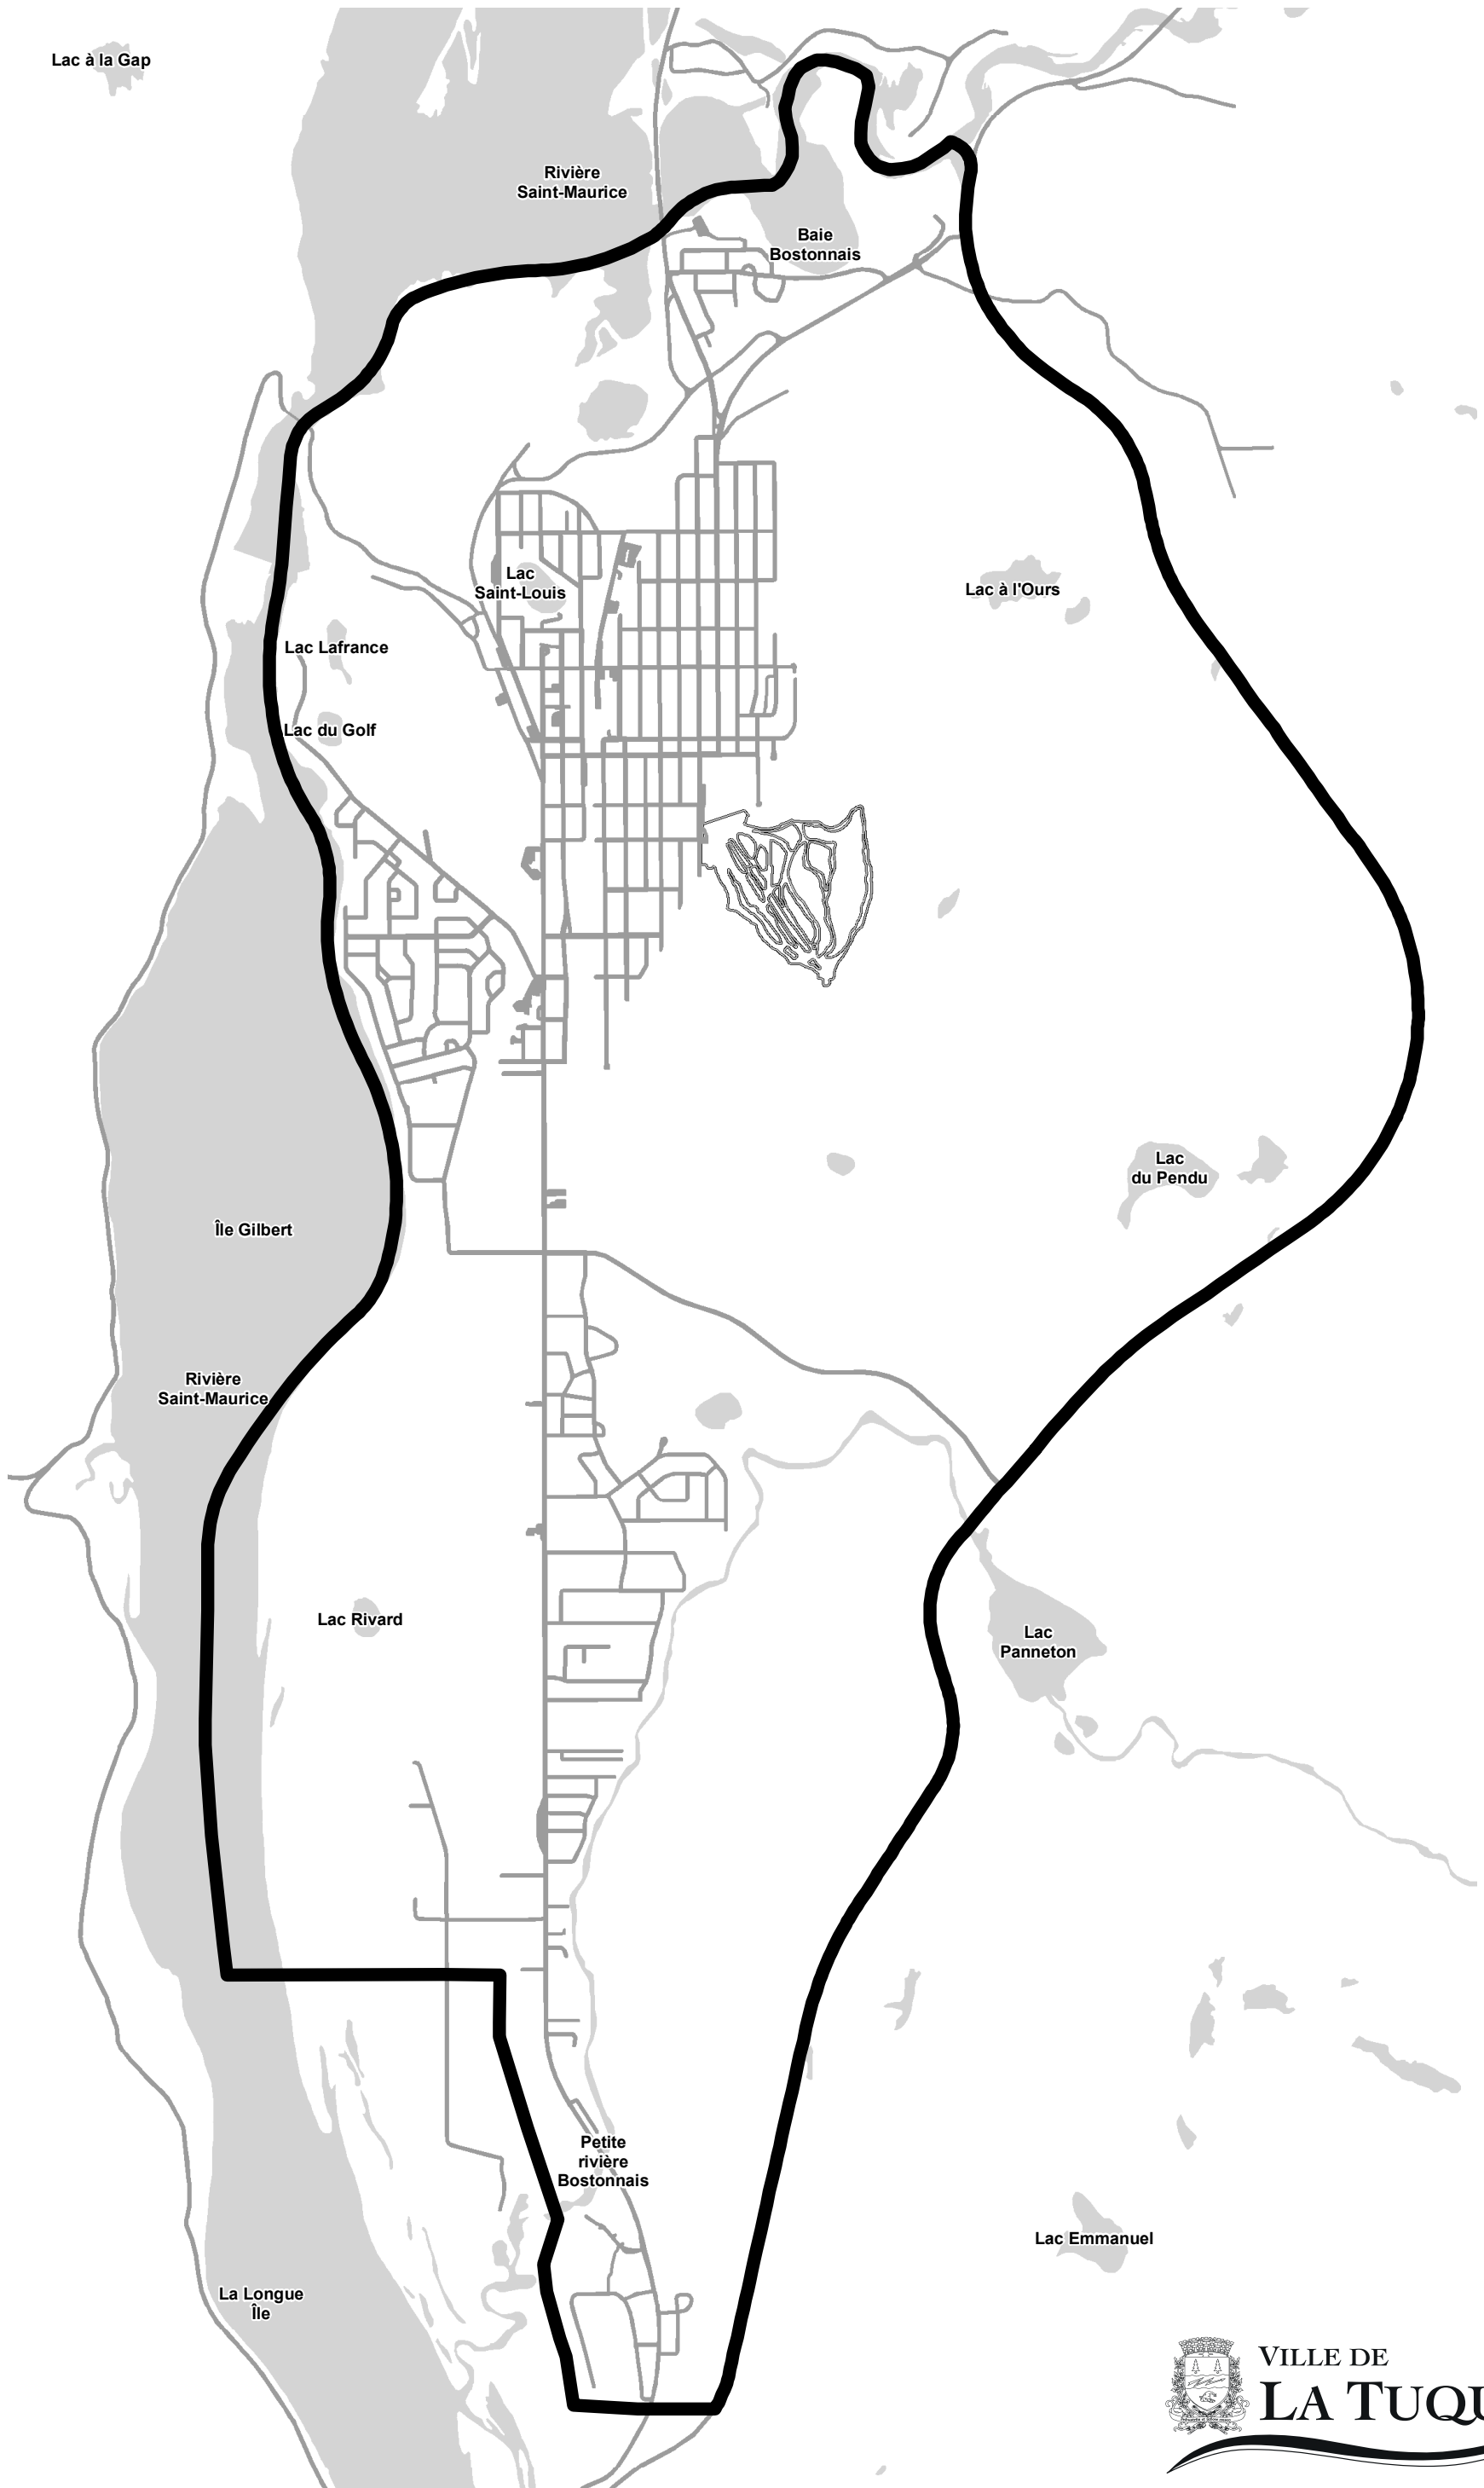 Lac à la Gap
Rivière
Saint-Maurice
Baie
Bostonnais
Lac
Saint-Louis
Lac à l'Ours
Lac Lafrance
Lac du Golf
Lac
du Pendu
Île Gilbert
Rivière
Saint-Maurice
Lac Rivard
Lac
Panneton
Petite
rivière
Bostonnais
Lac Emmanuel
La Longue
Île
VILLE DE
LA TUQU